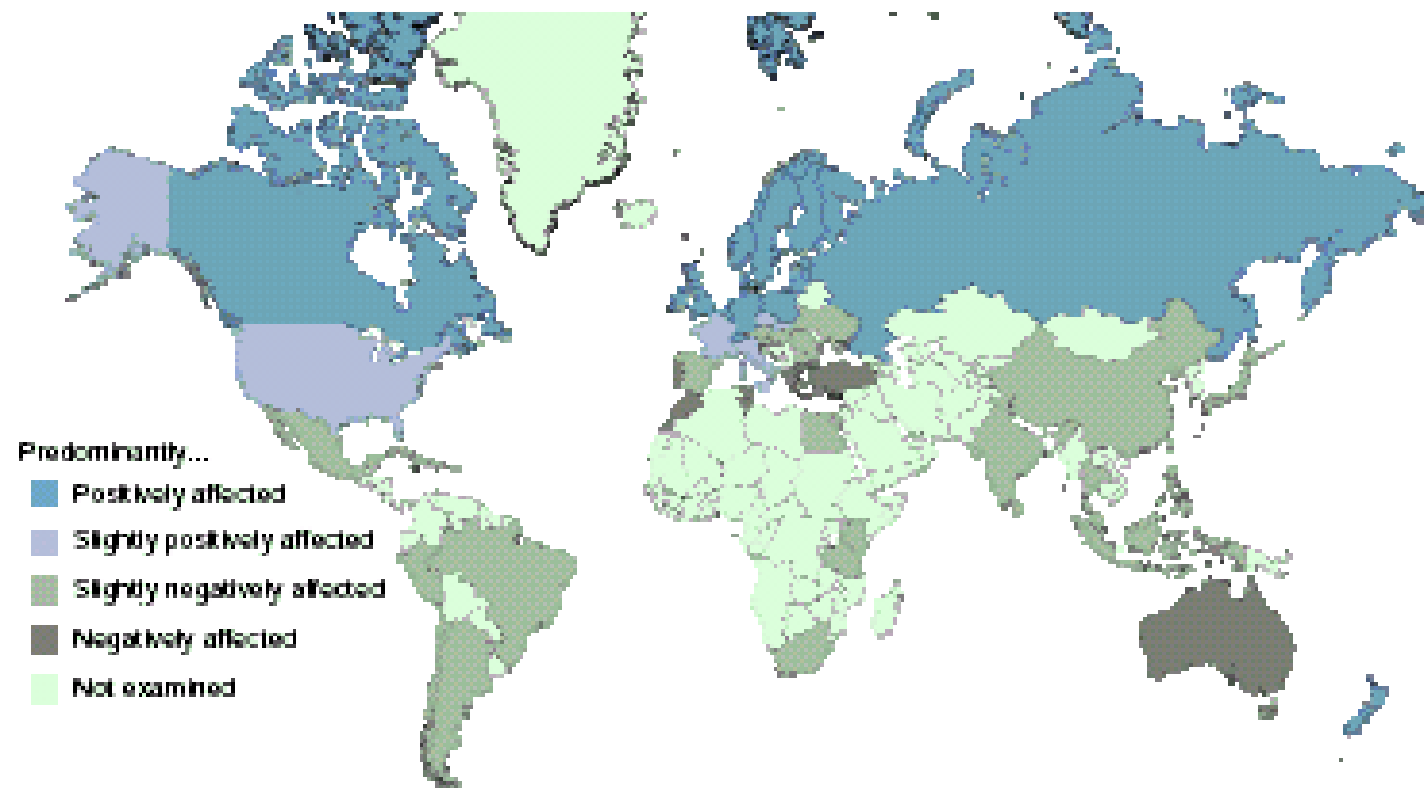 Predominantly...
Positively affected
Slightly positively affected
Slightly negatively affected
Negatively affected
Not examined